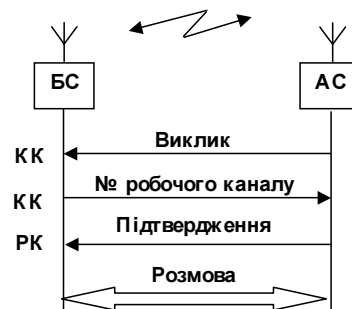 БС АС
Виклик
КК
№ робочого каналу
КК
Підтвердження
РК
Розмова